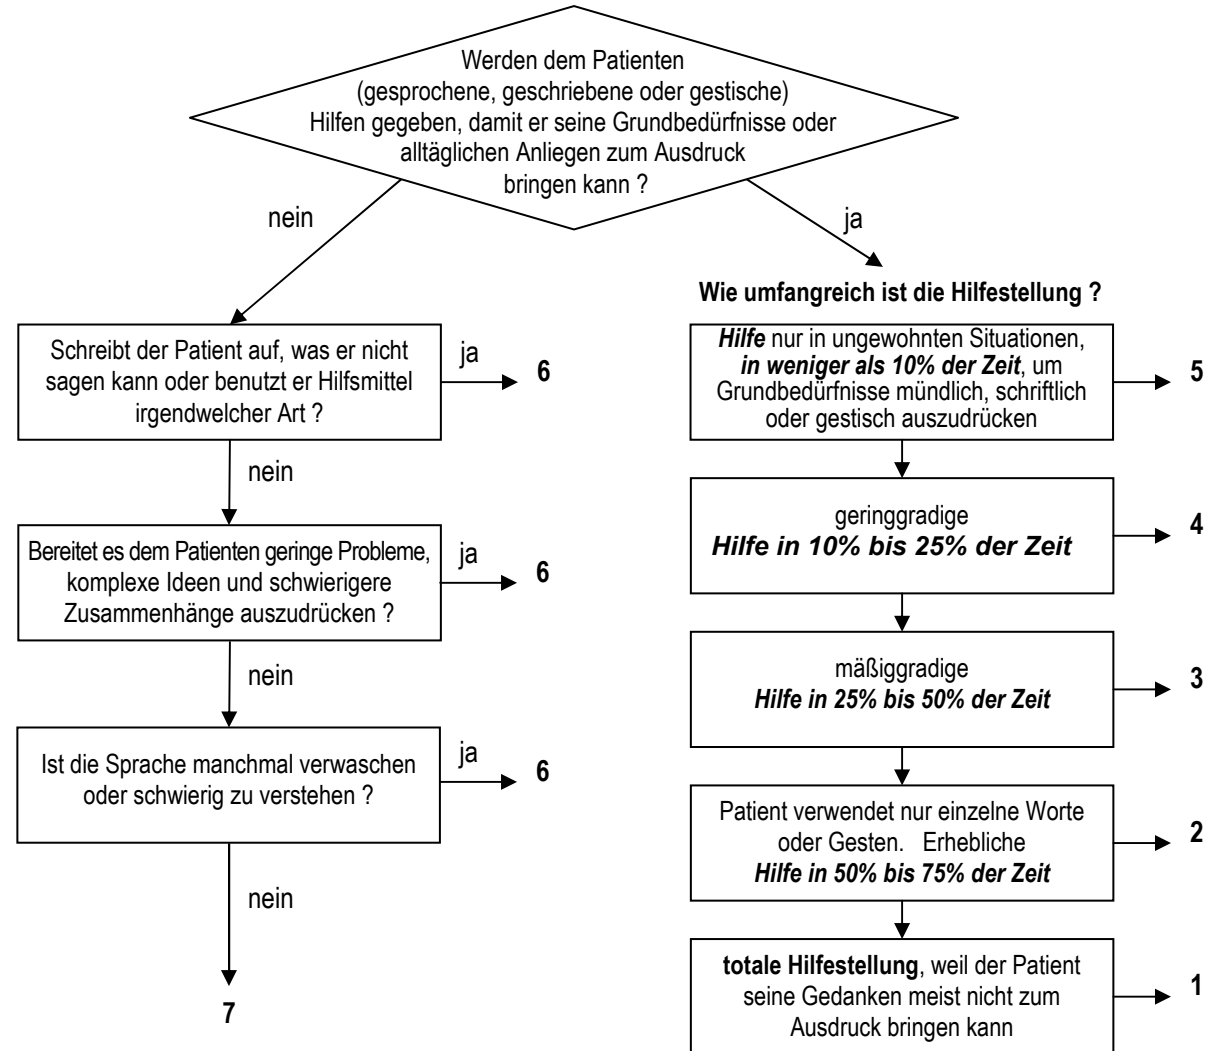 Werden dem Patienten
(gesprochene, geschriebene oder gestische)
Hilfen gegeben, damit er seine Grundbedürfnisse oder
alltäglichen Anliegen zum Ausdruck
bringen kann ?
nein
ja
Wie umfangreich ist die Hilfestellung ?
Schreibt der Patient auf, was er nicht
sagen kann oder benutzt er Hilfsmittel
irgendwelcher Art ?
ja
6
nein
Bereitet es dem Patienten geringe Probleme,
komplexe Ideen und schwierigere
Zusammenhänge auszudrücken ?
ja
6
nein
Ist die Sprache manchmal verwaschen
oder schwierig zu verstehen ?
ja
6
nein
7
Hilfe nur in ungewohnten Situationen,
in weniger als 10% der Zeit, um
Grundbedürfnisse mündlich, schriftlich
oder gestisch auszudrücken
5
geringgradige
Hilfe in 10% bis 25% der Zeit
4
mäßiggradige
Hilfe in 25% bis 50% der Zeit
3
Patient verwendet nur einzelne Worte
oder Gesten. Erhebliche
Hilfe in 50% bis 75% der Zeit
2
totale Hilfestellung, weil der Patient
seine Gedanken meist nicht zum
Ausdruck bringen kann
1